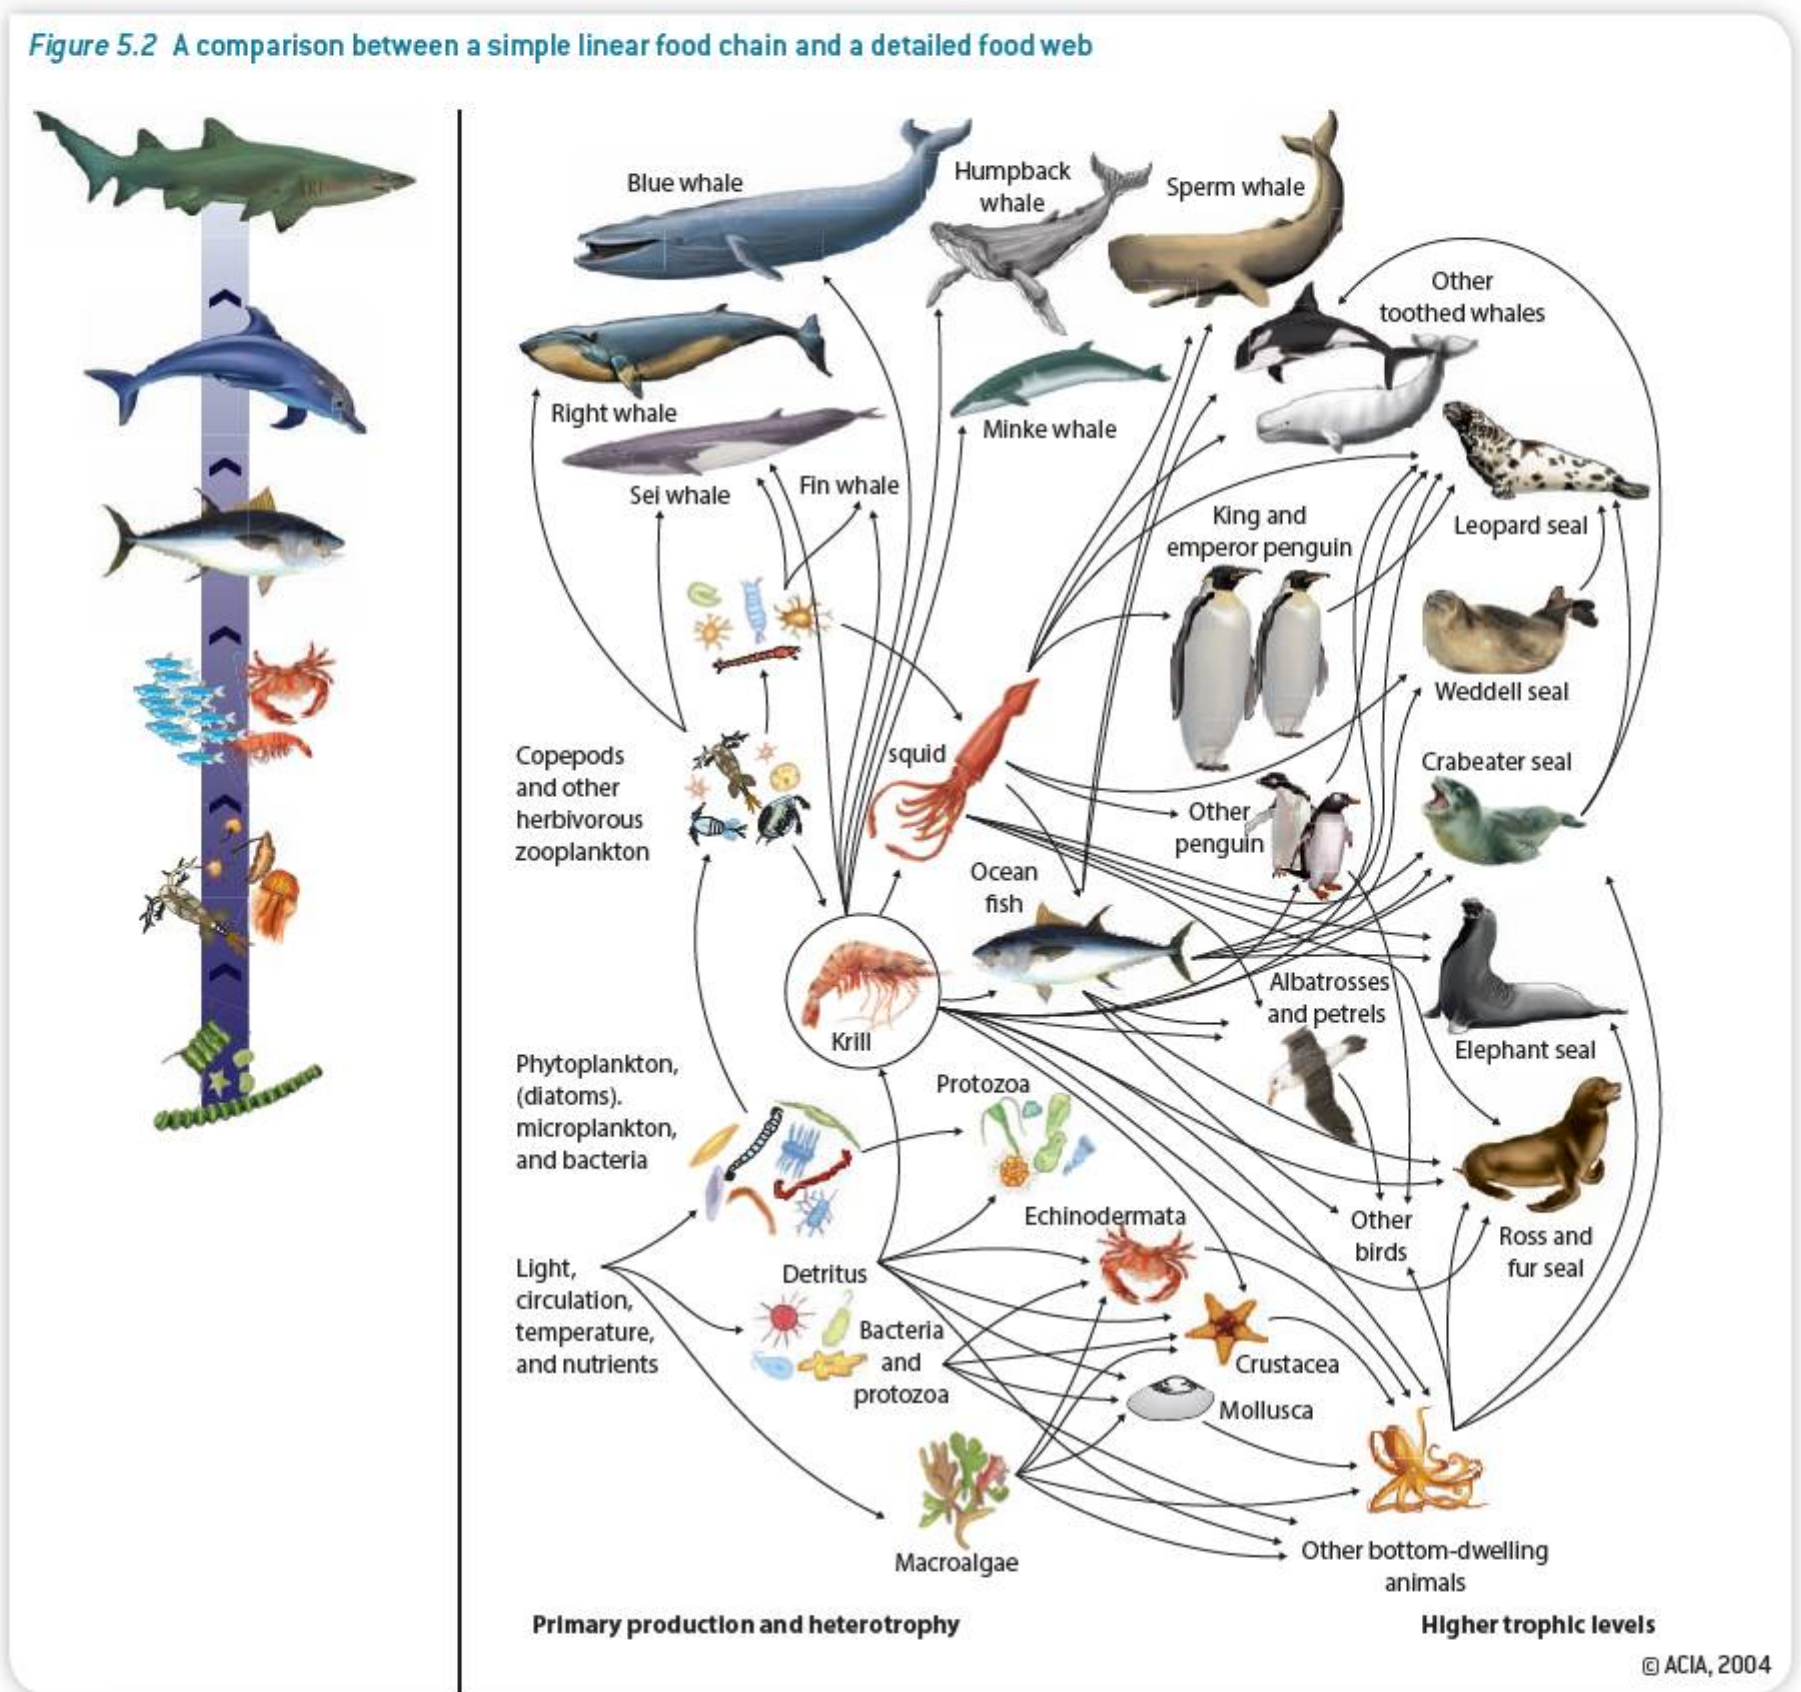 Figure 5.2 A comparison between a simple linear food chain and a detailed food web
Blue whale
Humpback
whale
Sperm whale
Other
toothed whales
Right whale
Minke whale
Sei whale
Fin whale
King and
emperor penguin
Leopard seal
Weddell seal
Copepods
and other
herbivorous
zooplankton
squid
Crabeater seal
Other
penguin
Ocean
fish
Albatrosses
and petrels
Krill
Elephant seal
Phytoplankton,
(diatoms).
microplankton,
and bacteria
Protozoa
Echinodermata
Other
birds
Ross and
fur seal
Light,
circulation,
temperature,
and nutrients
Detritus
Bacteria
and
protozoa
Crustacea
Mollusca
Macroalgae
Other bottom-dwelling
animals
Primary production and heterotrophy
Higher trophic levels
© ACIA, 2004